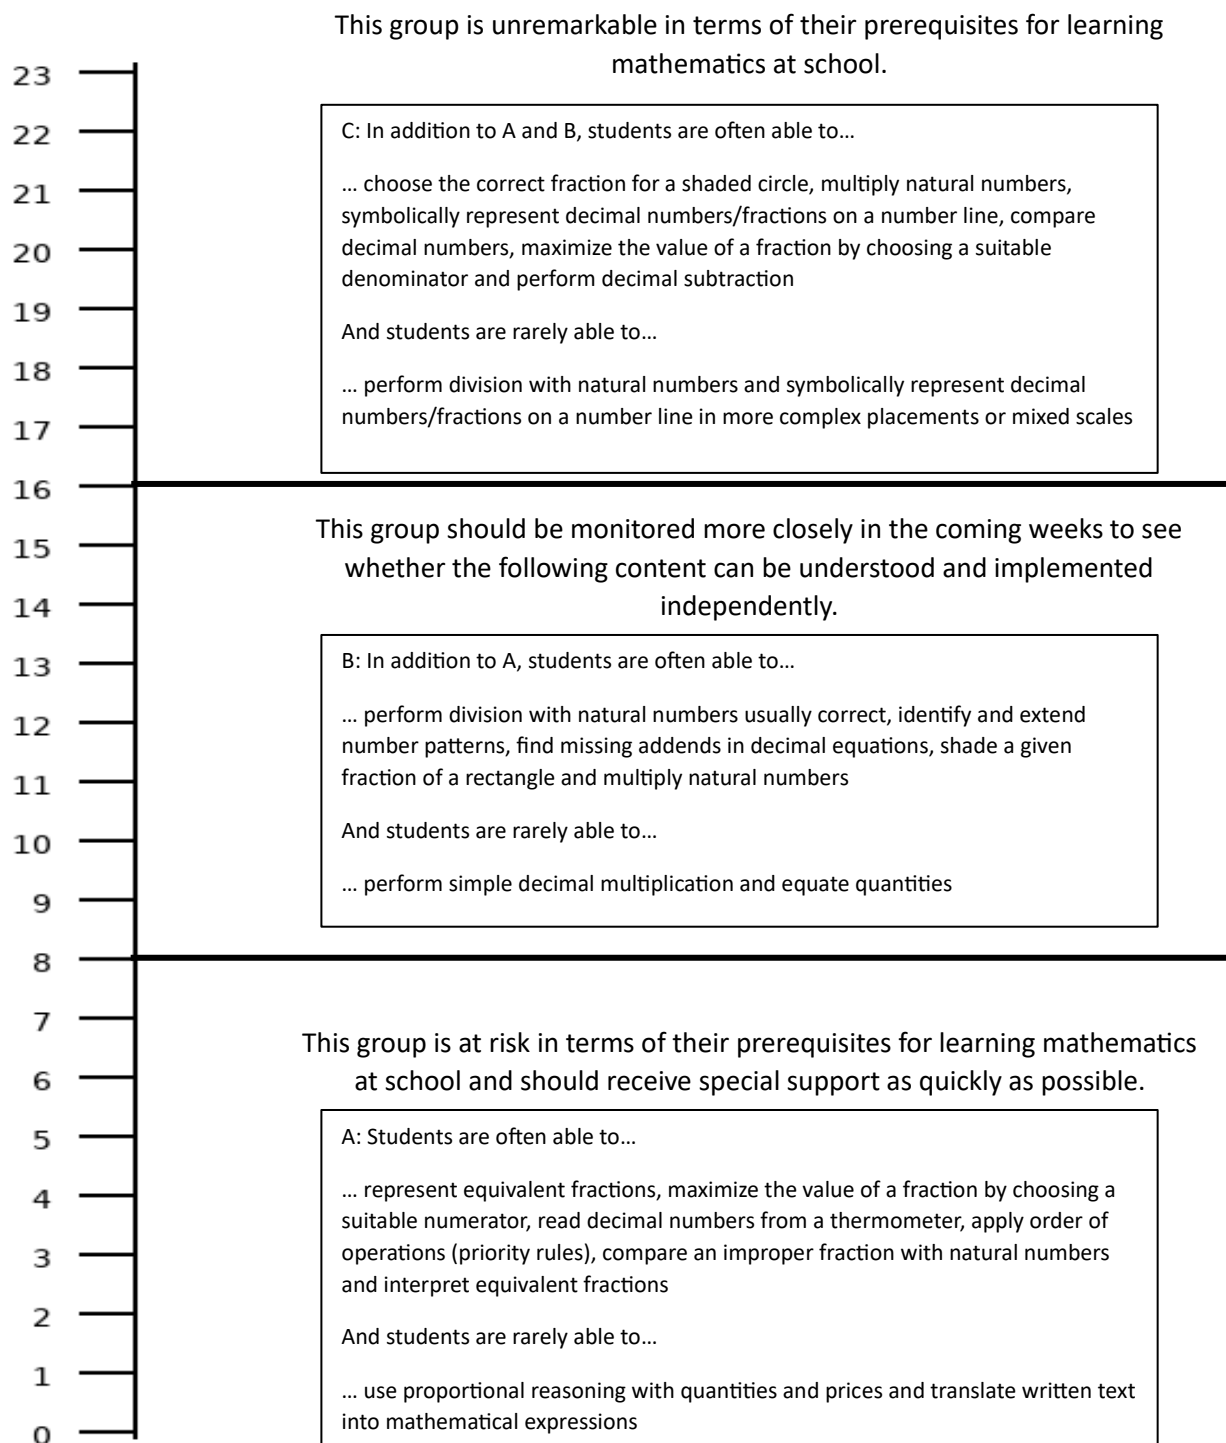 This group is unremarkable in terms of their prerequisites for learning
mathematics at school.
23
22
21
20
19
18
17
C: In addition to A and B, students are often able to...
... choose the correct fraction for a shaded circle, multiply natural numbers,
symbolically represent decimal numbers/fractions on a number line, compare
decimal numbers, maximize the value of a fraction by choosing a suitable
denominator and perform decimal subtraction
And students are rarely able to...
... perform division with natural numbers and symbolically represent decimal
numbers/fractions on a number line in more complex placements or mixed scales
16
15
14
13
12
11
10
9
This group should be monitored more closely in the coming weeks to see
whether the following content can be understood and implemented
independently.
B: In addition to A, students are often able to...
... perform division with natural numbers usually correct, identify and extend
number patterns, find missing addends in decimal equations, shade a given
fraction of a rectangle and multiply natural numbers
And students are rarely able to...
... perform simple decimal multiplication and equate quantities
8
7
6
5
4
3
2
1
0
This group is at risk in terms of their prerequisites for learning mathematics
at school and should receive special support as quickly as possible.
A: Students are often able to...
... represent equivalent fractions, maximize the value of a fraction by choosing a
suitable numerator, read decimal numbers from a thermometer, apply order of
operations (priority rules), compare an improper fraction with natural numbers
and interpret equivalent fractions
And students are rarely able to...
... use proportional reasoning with quantities and prices and translate written text
into mathematical expressions